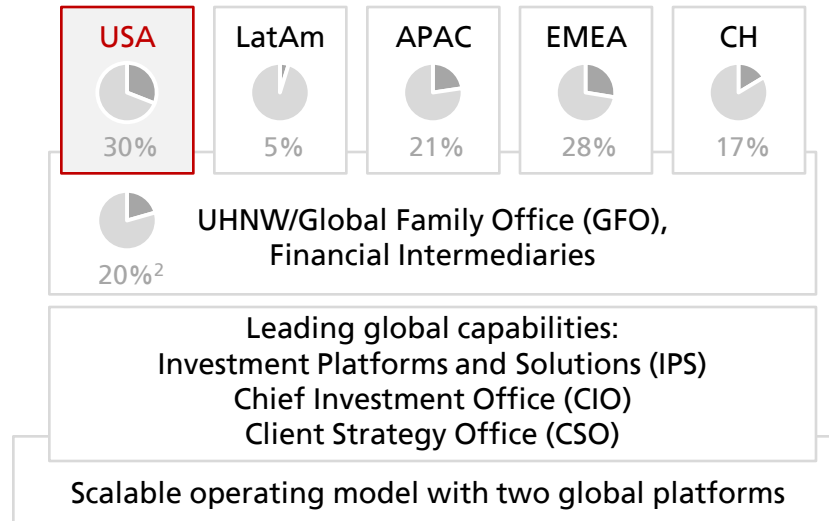 USA LatAm APAC EMEA CH
30% 5% 21% 28% 17%
UHNW/Global Family Office (GFO),
Financial Intermediaries
20%²
Leading global capabilities:
Investment Platforms and Solutions (IPS)
Chief Investment Office (CIO)
Client Strategy Office (CSO)
Scalable operating model with two global platforms